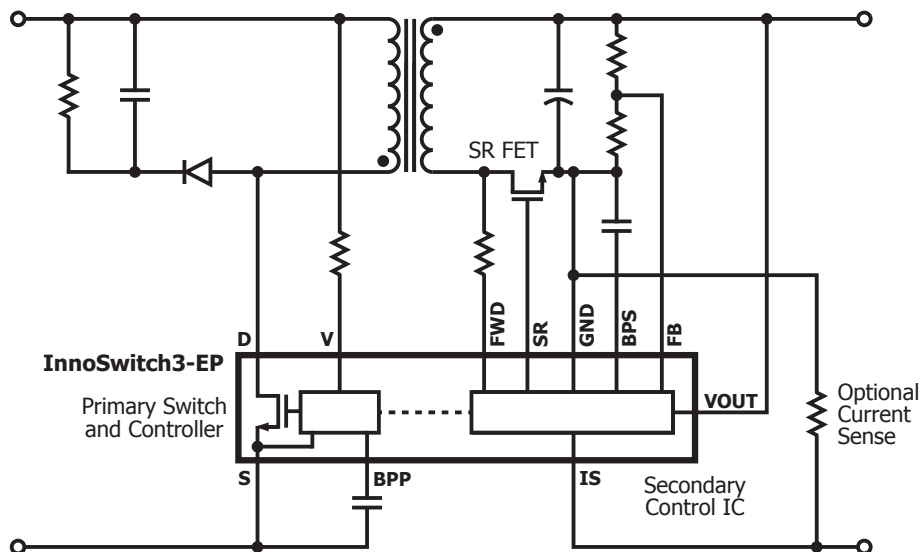 SR FET
D
V
FWD
SR
GND
BPS
FB
InnoSwitch3-EP
Primary Switch
and Controller
VOUT
Optional
Current
Sense
S
BPP
IS
Secondary
Control IC